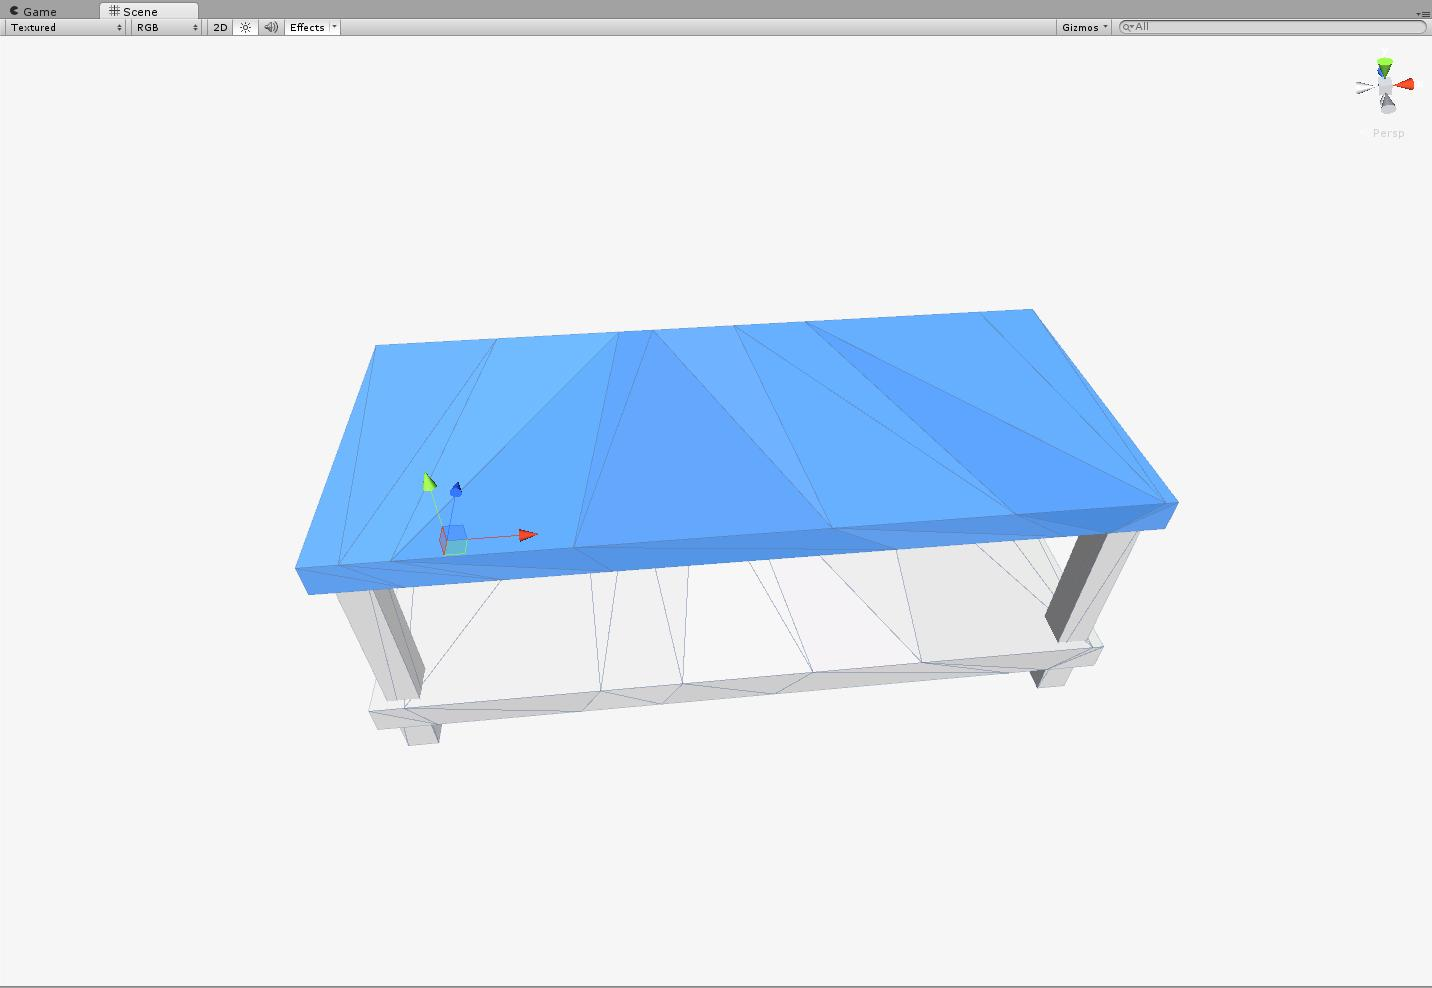 Game Scene
Textured RGB 2D Effects Gizmos All
Persp